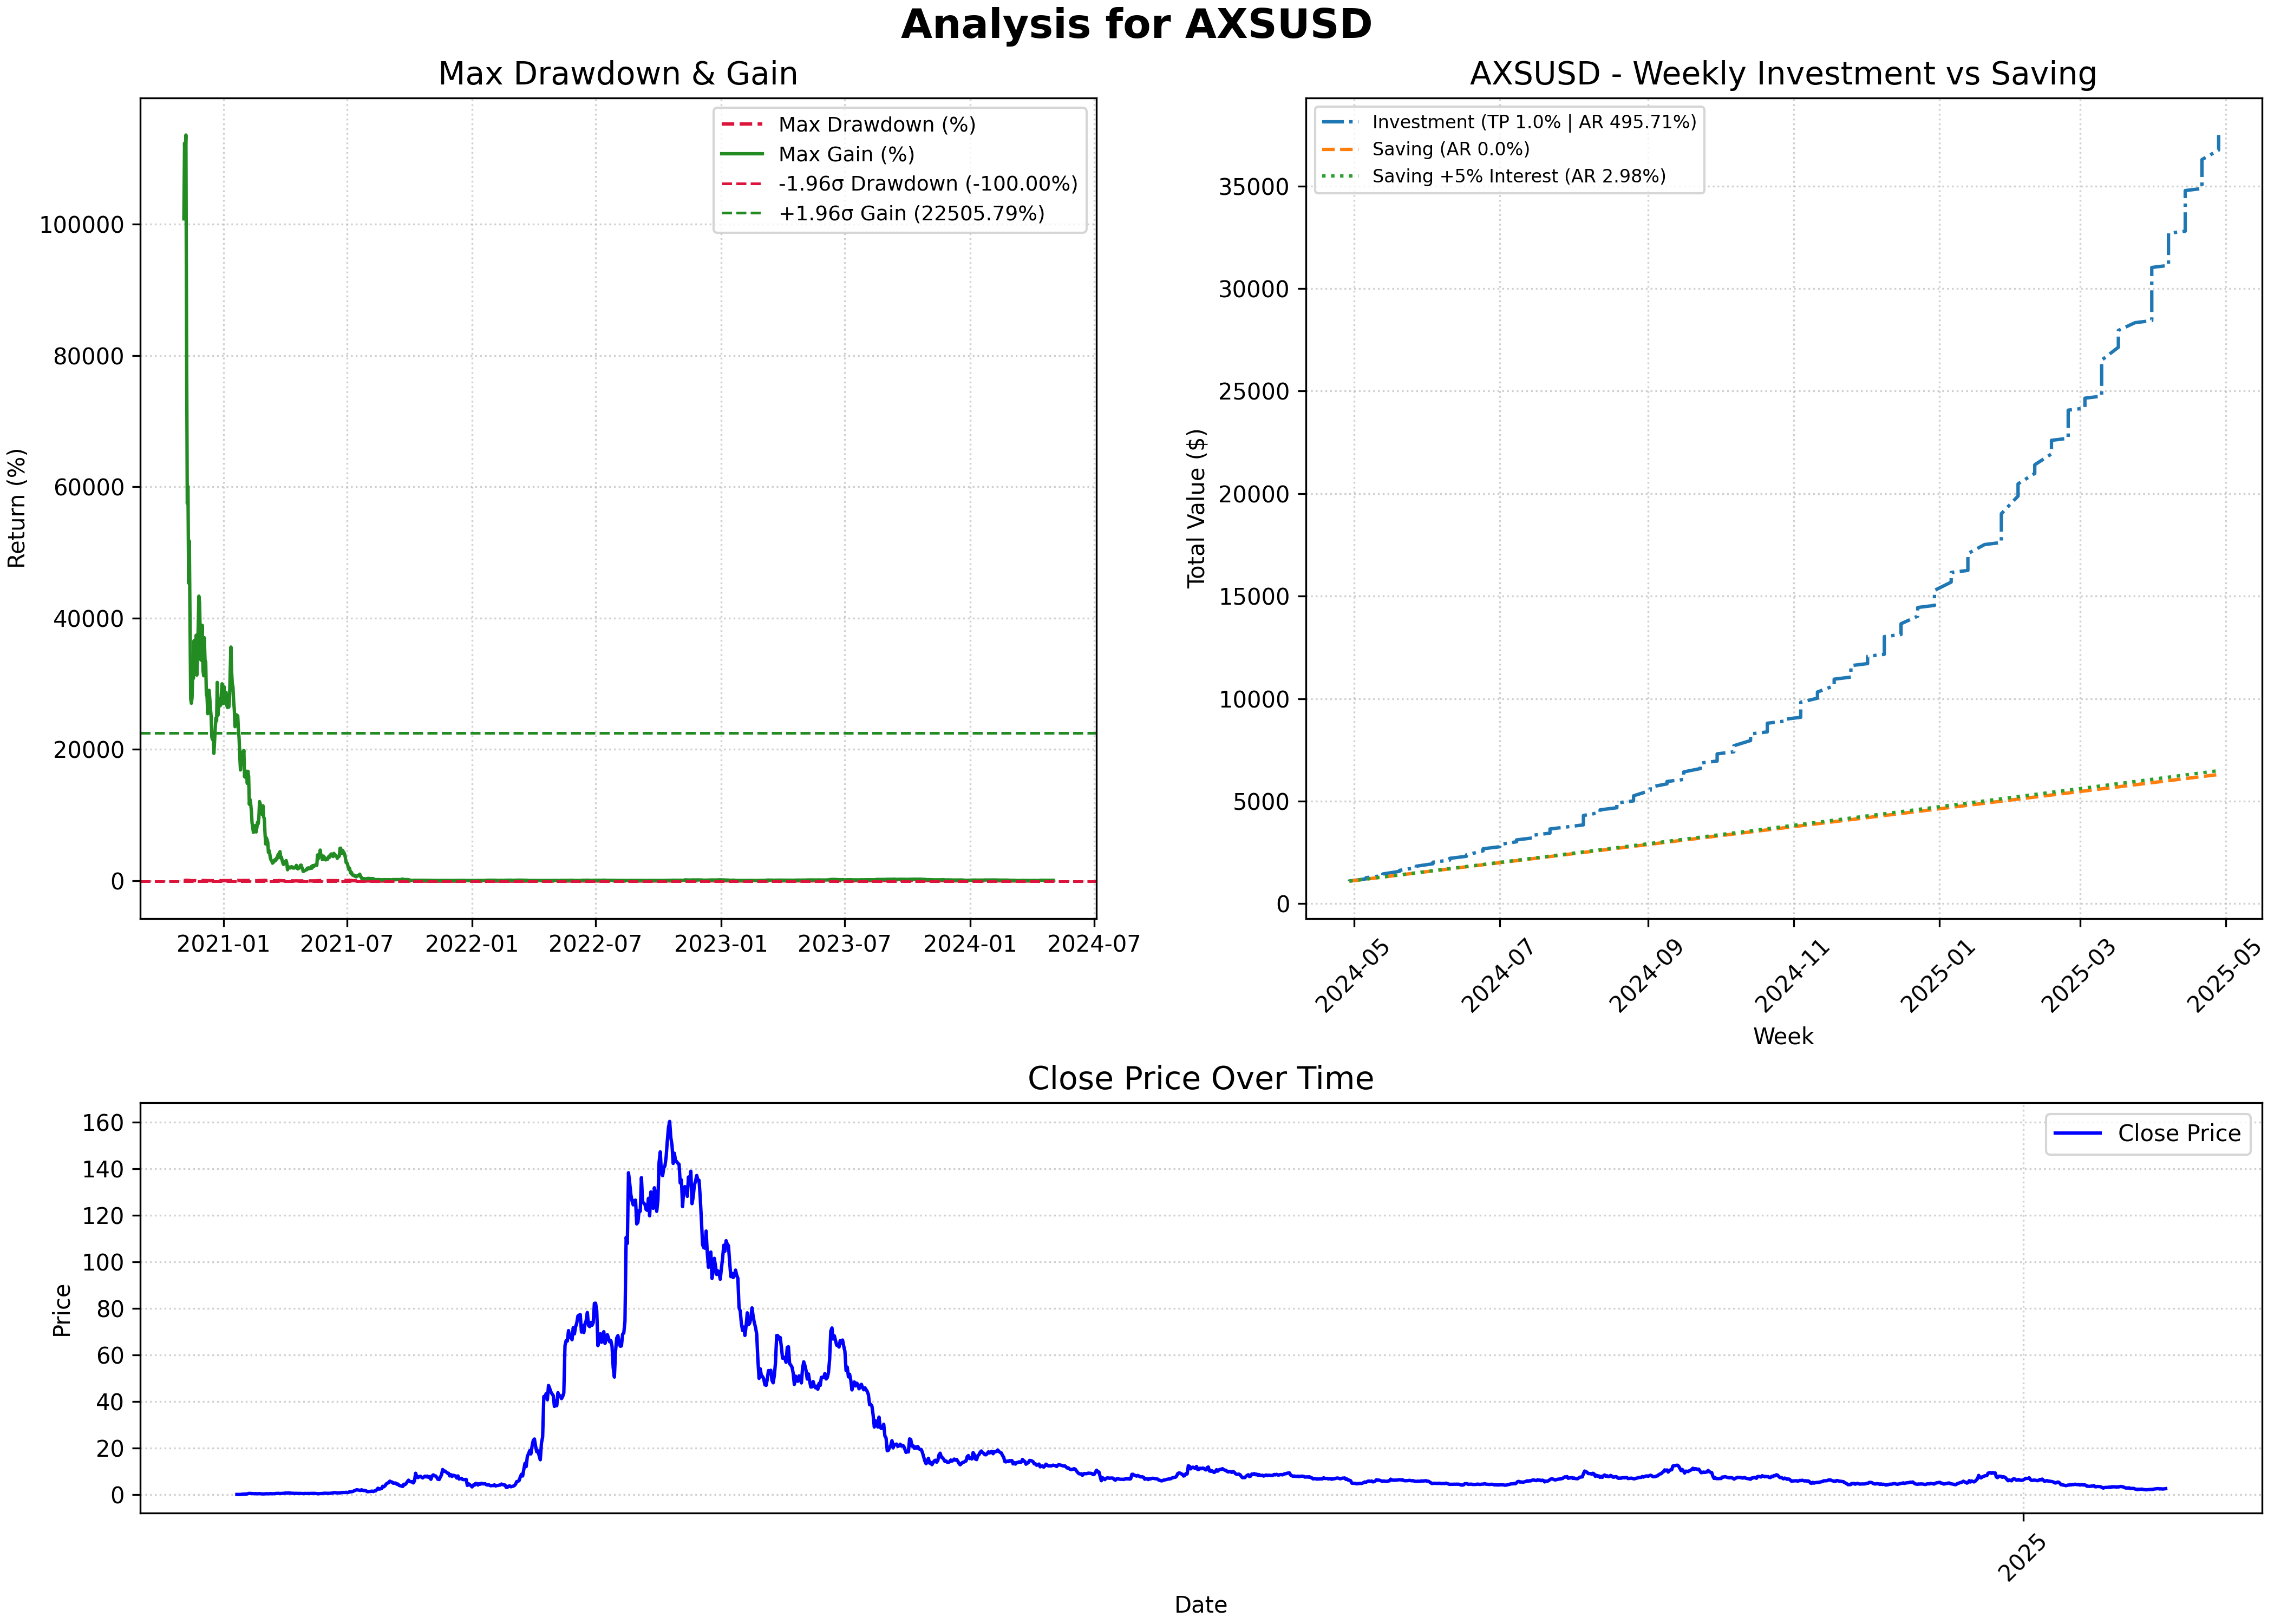 Analysis for AXSUSD
Max Drawdown & Gain
Max Drawdown (%)
Max Gain (%)
-1.96σ Drawdown (-100.00%)
+1.96σ Gain (22505.79%)
Return (%)
100000
80000
60000
40000
20000
0
2021-01
2021-07
2022-01
2022-07
2023-01
2023-07
2024-01
2024-07
AXSUSD - Weekly Investment vs Saving
Investment (TP 1.0% | AR 495.71%)
Saving (AR 0.0%)
Saving +5% Interest (AR 2.98%)
Total Value ($)
35000
30000
25000
20000
15000
10000
5000
0
2024-05
2024-07
2024-09
2024-11
2025-01
2025-03
2025-05
Week
Close Price Over Time
Close Price
Price
160
140
120
100
80
60
40
20
0
2025
Date